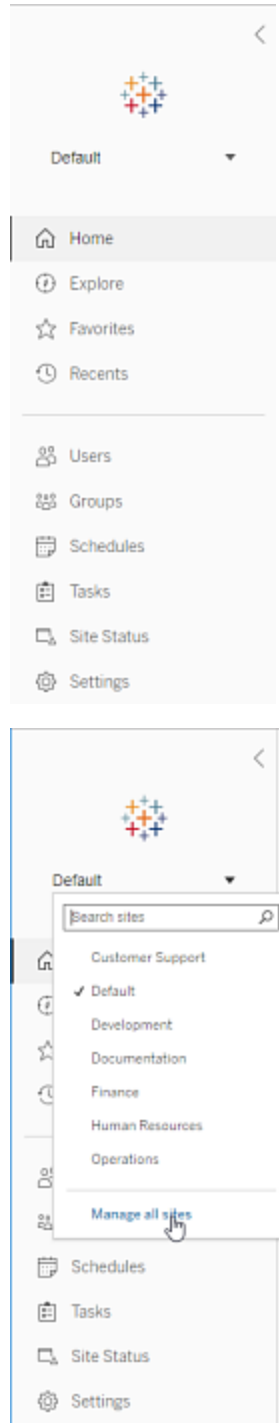 Default
Home
Explore
Favorites
Recents
Users
Groups
Schedules
Tasks
Site Status
Settings
Default
Search sites
Customer Support
Default
Development
Documentation
Finance
Human Resources
Operations
Manage all sites
Schedules
Tasks
Site Status
Settings